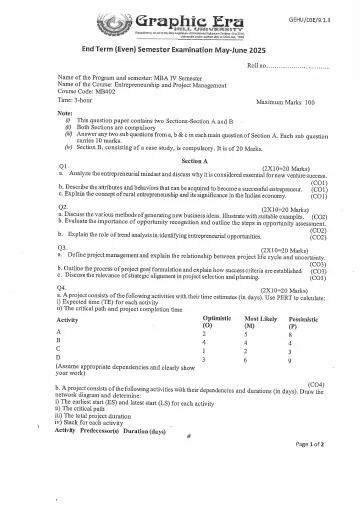 GEHU/COE/9.1.3
Graphic Era
HILL UNIVERSITY
End Term (Even) Semester Examination May-June 2025
Roll no............................
Name of the Program and semester: MBA IV Semester
Name of the Course: Entrepreneurship and Project Management
Course Code: MB402
Time: 3-hour
Maximum Marks: 100
Note:
(i) This question paper contains two Sections-Section A and B
(ii) Both Sections are compulsory
(iii) Answer any two sub questions from a, b & c in each main question of Section A. Each sub question
carries 10 marks.
(iv) Section B, consisting of a case study, is compulsory. It is of 20 Marks.
Section A
Q1. (2X10=20 Marks)
a. Analyze the entrepreneurial mindset and discuss why it is considered essential for new venture success.
(CO1)
b. Describe the attributes and behaviors that can be acquired to become a successful entrepreneur. (CO1)
c. Explain the concept of rural entrepreneurship and its significance in the Indian economy. (CO1)
Q2. (2X10=20 Marks)
a. Discuss the various methods of generating new business ideas. Illustrate with suitable examples. (CO2)
b. Evaluate the importance of opportunity recognition and outline the steps in opportunity assessment.
(CO2)
b. Explain the role of trend analysis in identifying entrepreneurial opportunities. (CO2)
Q3. (2X10=20 Marks)
a. Define project management and explain the relationship between project life cycle and uncertainty.
(CO3)
b. Outline the process of project goal formulation and explain how success criteria are established. (CO3)
c. Discuss the relevance of strategic alignment in project selection and planning. (CO3)
Q4. (2X10=20 Marks)
a. A project consists of the following activities with their time estimates (in days). Use PERT to calculate:
i) Expected time (TE) for each activity
ii) The critical path and project completion time
Activity Optimistic (O) Most Likely (M) Pessimistic (P)
A 2 5 8
B 4 4 4
C 1 2 3
D 3 6 9
(Assume appropriate dependencies and clearly show
your work)
(CO4)
b. A project consists of the following activities with their dependencies and durations (in days). Draw the
network diagram and determine:
i) The earliest start (ES) and latest start (LS) for each activity
ii) The critical path
iii) The total project duration
iv) Slack for each activity
Activity Predecessor(s) Duration (days)
#
Page 1 of 2